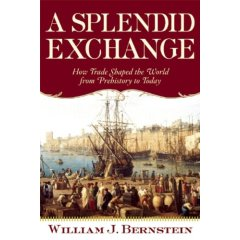 A SPLENDID
EXCHANGE
How Trade Shaped the World
from Prehistory to Today
WILLIAM J. BERNSTEIN